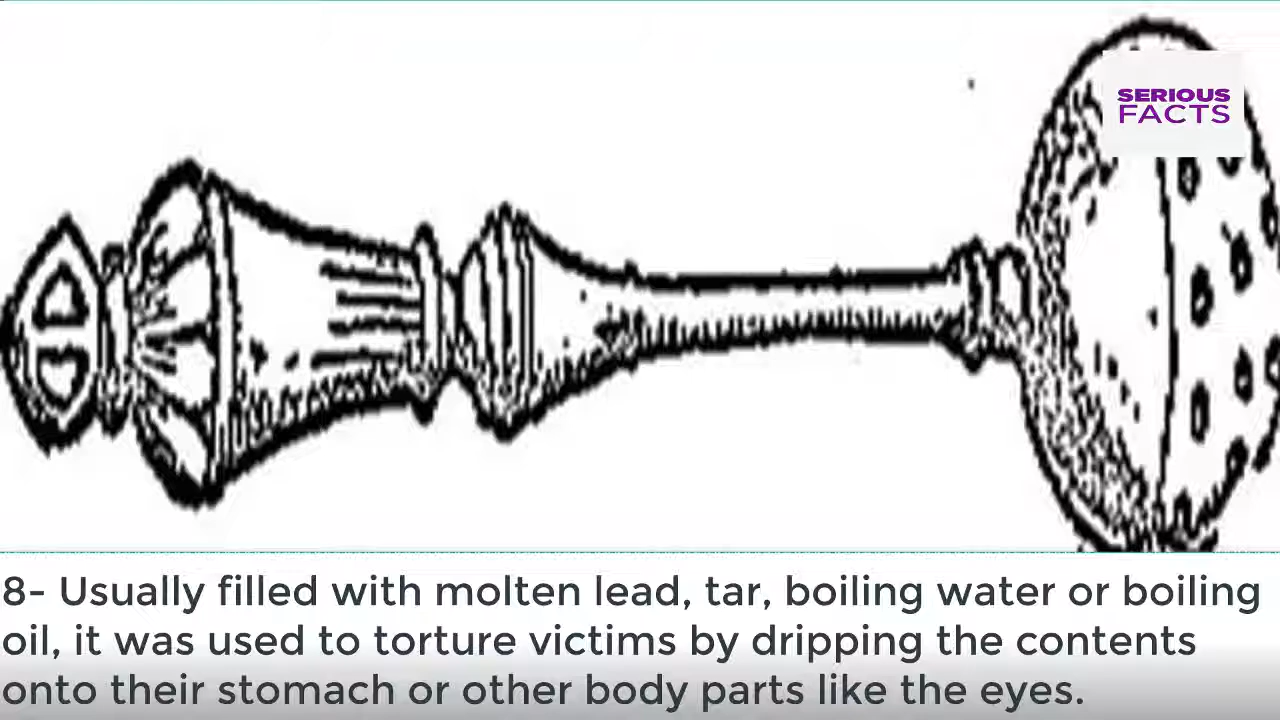 SERIOUS
FACTS
8- Usually filled with molten lead, tar, boiling water or boiling
oil, it was used to torture victims by dripping the contents
onto their stomach or other body parts like the eyes.